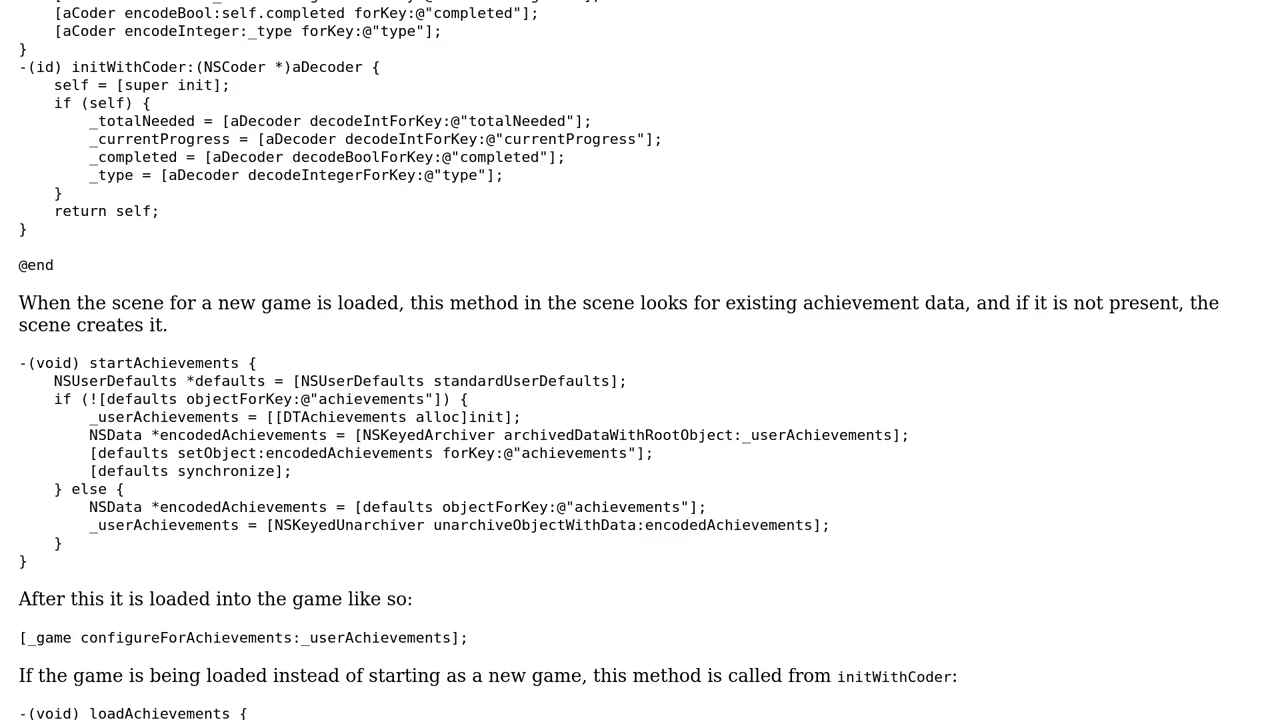 [aCoder encodeBool:self.completed forKey:@"completed"];
[aCoder encodeInteger:_type forKey:@"type"];
}
-(id) initWithCoder:(NSCoder *)aDecoder {
self = [super init];
if (self) {
_totalNeeded = [aDecoder decodeIntForKey:@"totalNeeded"];
_currentProgress = [aDecoder decodeIntForKey:@"currentProgress"];
_completed = [aDecoder decodeBoolForKey:@"completed"];
_type = [aDecoder decodeIntegerForKey:@"type"];
}
return self;
}
@end
When the scene for a new game is loaded, this method in the scene looks for existing achievement data, and if it is not present, the
scene creates it.
-(void) startAchievements {
NSUserDefaults *defaults = [NSUserDefaults standardUserDefaults];
if (![defaults objectForKey:@"achievements"]) {
_userAchievements = [[DTAchievements alloc]init];
NSData *encodedAchievements = [NSKeyedArchiver archivedDataWithRootObject:_userAchievements];
[defaults setObject:encodedAchievements forKey:@"achievements"];
[defaults synchronize];
} else {
NSData *encodedAchievements = [defaults objectForKey:@"achievements"];
_userAchievements = [NSKeyedUnarchiver unarchiveObjectWithData:encodedAchievements];
}
}
After this it is loaded into the game like so:
[_game configureForAchievements:_userAchievements];
If the game is being loaded instead of starting as a new game, this method is called from initWithCoder:
-(void) loadAchievements {